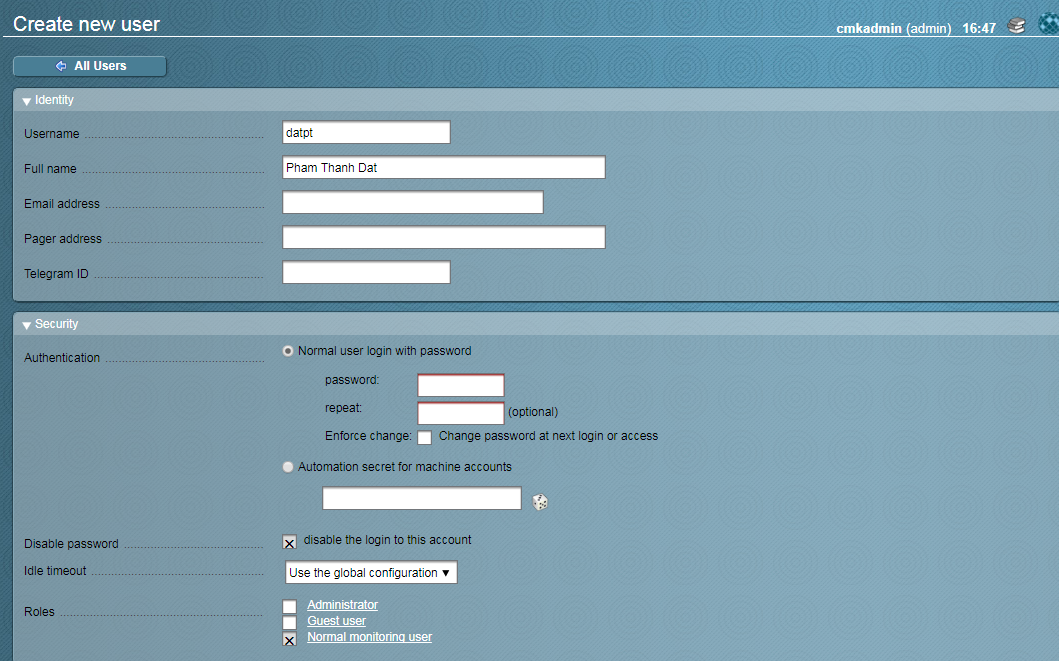 Create new user
cmkadmin (admin) 16:47
All Users
Identity
Username datpt
Full name Pham Thanh Dat
Email address
Pager address
Telegram ID
Security
Authentication Normal user login with password
password:
repeat: (optional)
Enforce change: Change password at next login or access
Automation secret for machine accounts
Disable password disable the login to this account
Idle timeout Use the global configuration
Roles Administrator
Guest user
Normal monitoring user